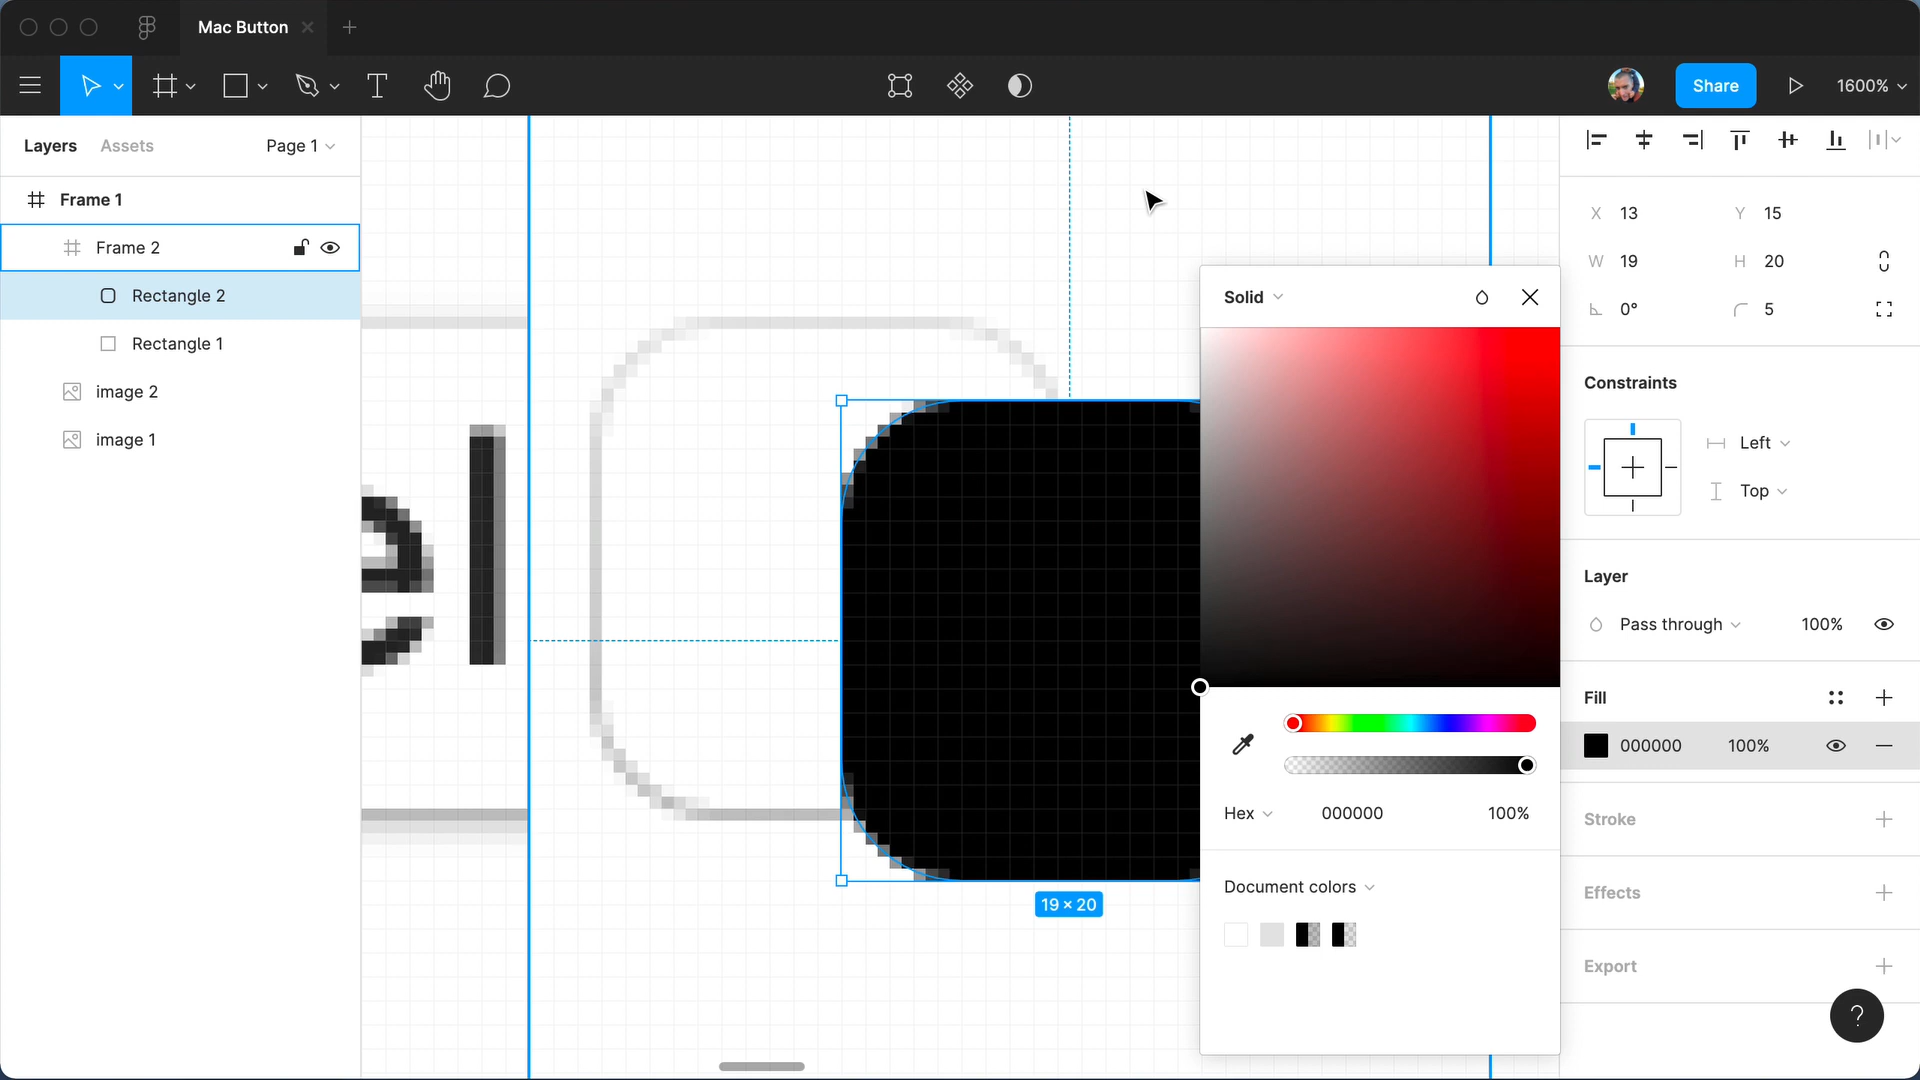 Mac Button
Share
1600%
Layers
Assets
Page 1
Frame 1
Frame 2
Rectangle 2
Rectangle 1
image 2
image 1
el
19 × 20
Solid
Hex
000000
100%
Document colors
X 13
Y 15
W 19
H 20
0°
5
Constraints
Left
Top
Layer
Pass through
100%
Fill
000000
100%
Stroke
Effects
Export
?